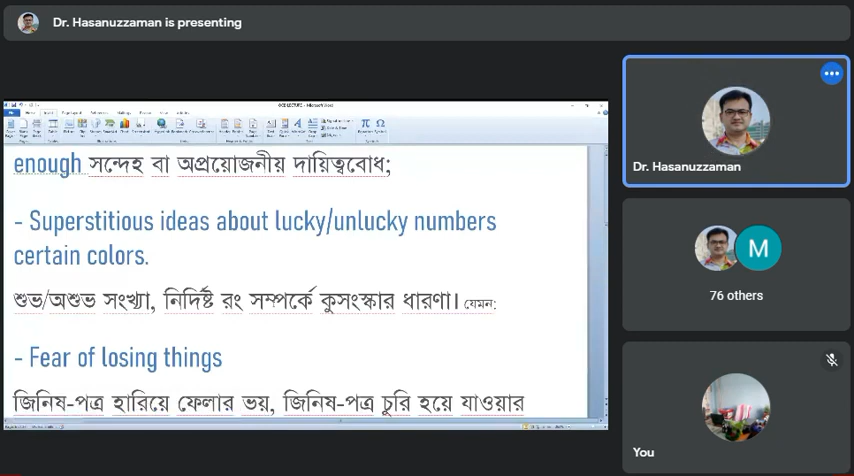 Dr. Hasanuzzaman is presenting
enough সন্দেহ বা অপ্রয়োজনীয় দায়িত্ববোধ;
- Superstitious ideas about lucky/unlucky numbers
certain colors.
শুভ/অশুভ সংখ্যা, নির্দিষ্ট রং সম্পর্কে কুসংস্কার ধারণা। যেমন:
- Fear of losing things
জিনিষ-পত্র হারিয়ে ফেলার ভয়, জিনিষ-পত্র চুরি হয়ে যাওয়ার
Dr. Hasanuzzaman
M
76 others
You